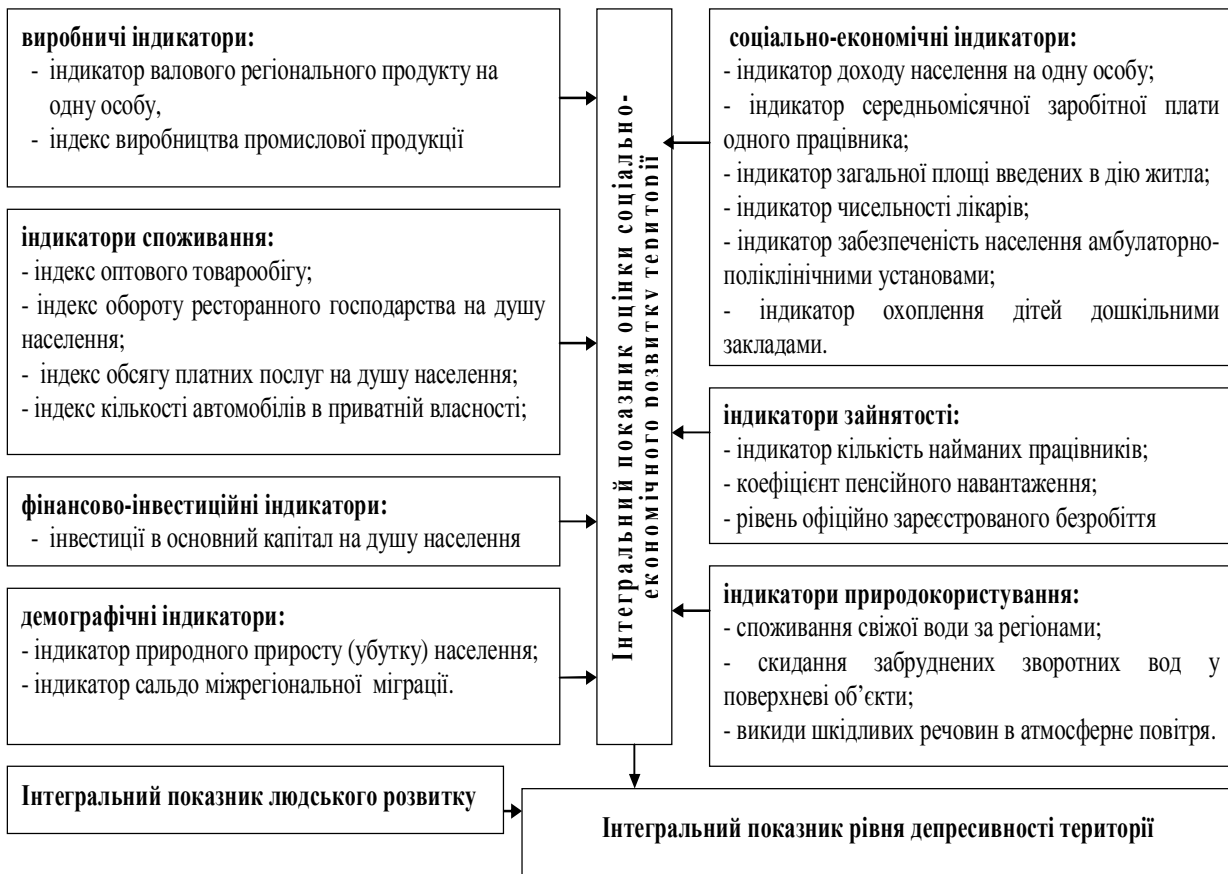 виробничі індикатори:
- індикатор валового регіонального продукту на
одну особу,
- індекс виробництва промислової продукції
індикатори споживання:
- індекс оптового товарообігу;
- індекс обороту ресторанного господарства на душу
населення;
- індекс обсягу платних послуг на душу населення;
- індекс кількості автомобілів в приватній власності;
фінансово-інвестиційні індикатори:
- інвестиції в основний капітал на душу населення
демографічні індикатори:
- індикатор природного приросту (убутку) населення;
- індикатор сальдо міжрегіональної міграції.
Інтегральний показник оцінки соціально-
економічного розвитку території
соціально-економічні індикатори:
- індикатор доходу населення на одну особу;
- індикатор середньомісячної заробітної плати
одного працівника;
- індикатор загальної площі введених в дію житла;
- індикатор чисельності лікарів;
- індикатор забезпеченість населення амбулаторно-
поліклінічними установами;
- індикатор охоплення дітей дошкільними
закладами.
індикатори зайнятості:
- індикатор кількість найманих працівників;
- коефіцієнт пенсійного навантаження;
- рівень офіційно зареєстрованого безробіття
індикатори природокористування:
- споживання свіжої води за регіонами;
- скидання забруднених зворотних вод у
поверхневі об’єкти;
- викиди шкідливих речовин в атмосферне повітря.
Інтегральний показник людського розвитку
Інтегральний показник рівня депресивності території